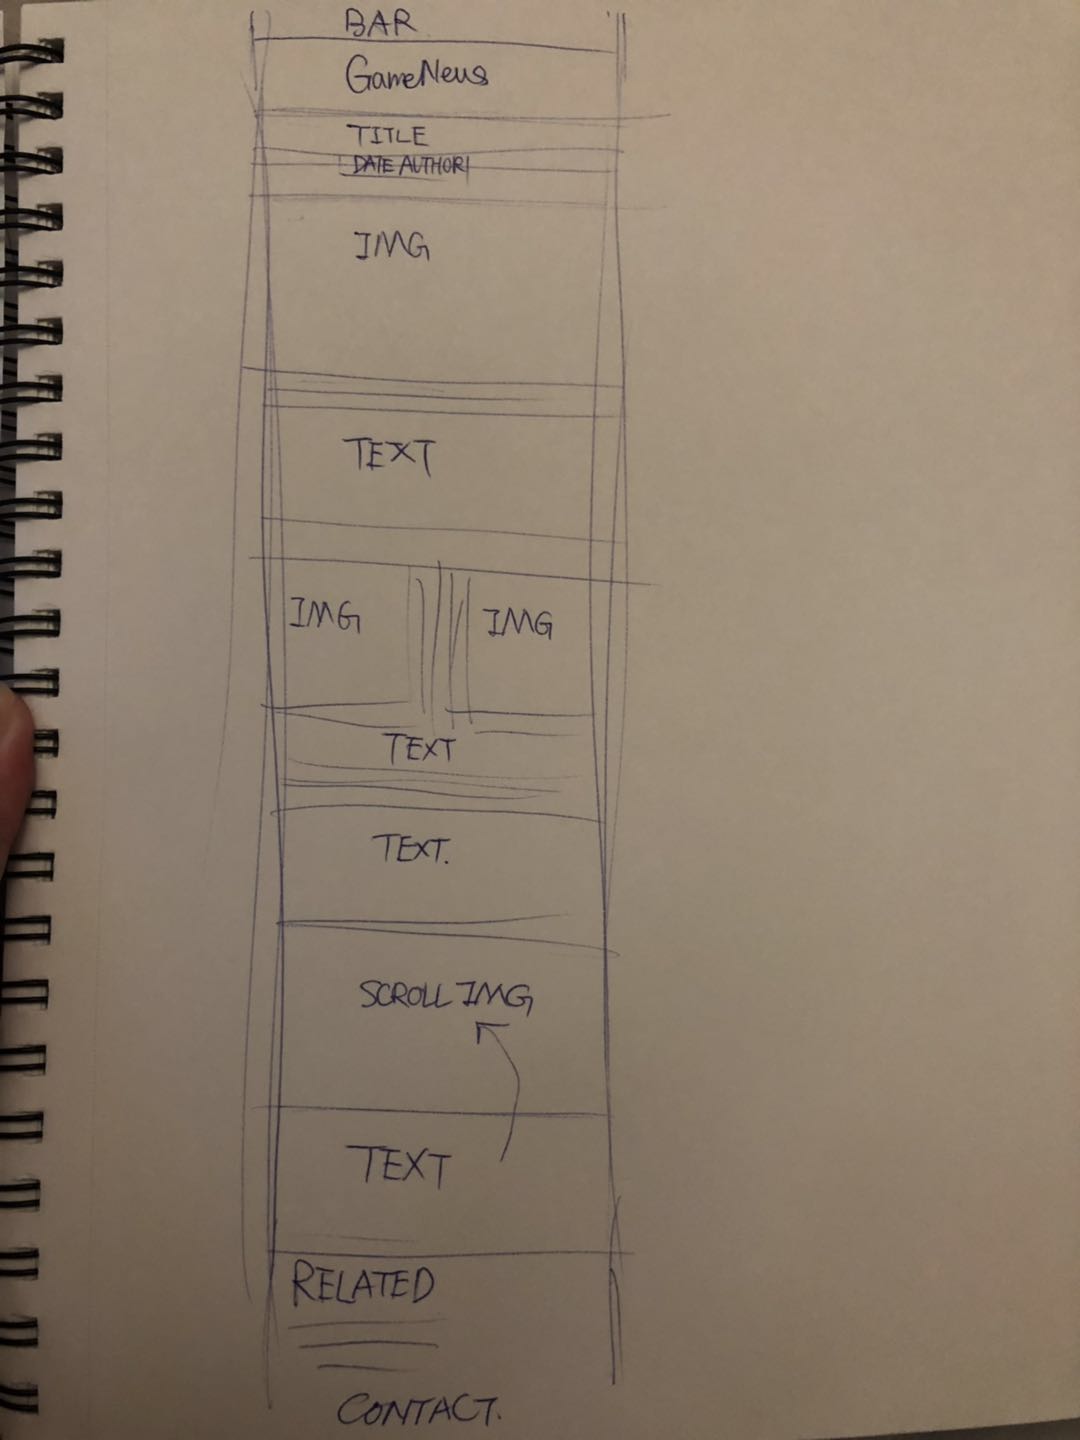 BAR
GameNews
TITLE
DATE AUTHOR
IMG
TEXT
IMG IMG
TEXT
TEXT.
SCROLL IMG
TEXT
RELATED
CONTACT.